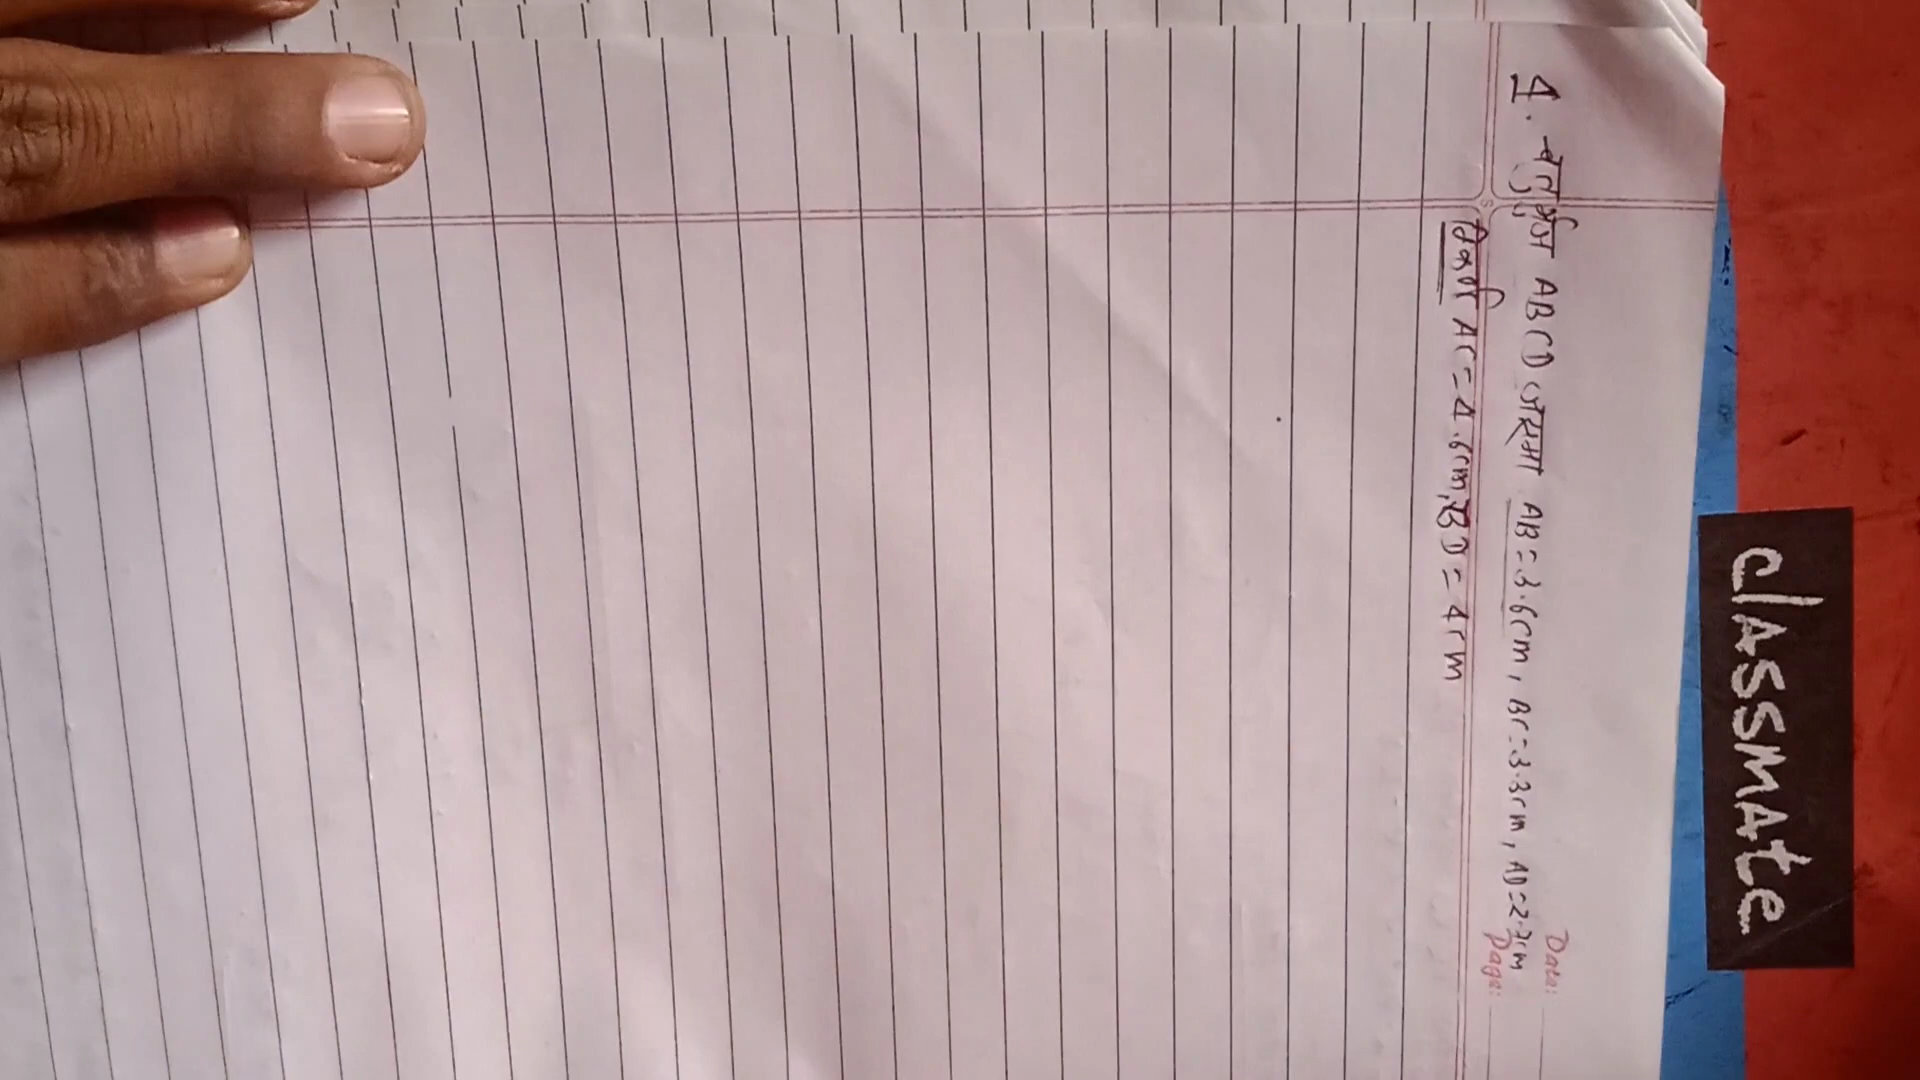 1. चतुर्भुज ABCD जसमा AB = 3.6cm, BC = 3.3cm, AD = 2.7cm
विकर्ण AC = 4.6cm, BD = 4cm
Date:
Page:
classmate